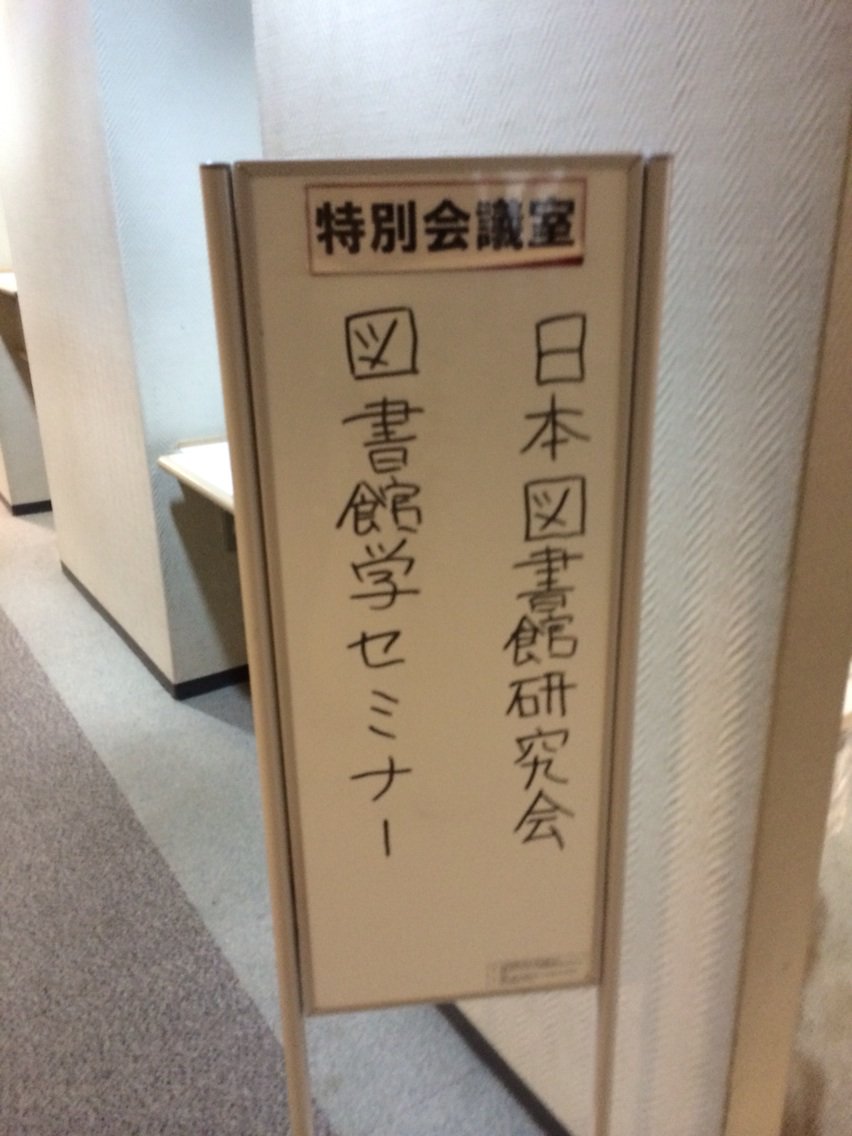 特別会議室
日本図書館研究会
図書館学セミナー